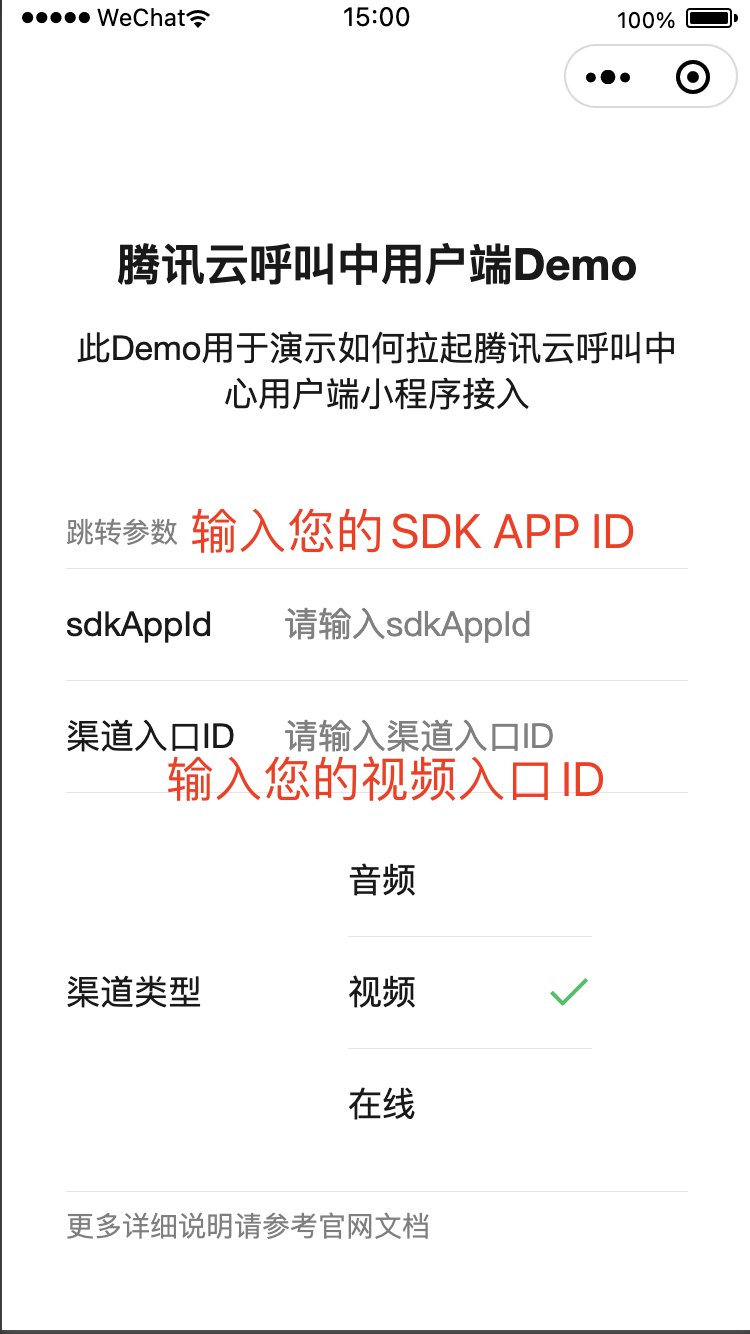 WeChat 15:00 100%
腾讯云呼叫中用户端Demo
此Demo用于演示如何拉起腾讯云呼叫中
心用户端小程序接入
跳转参数 输入您的SDK APP ID
sdkAppId 请输入sdkAppId
渠道入口ID 请输入渠道入口ID
输入您的视频入口ID
音频
渠道类型 视频
在线
更多详细说明请参考官网文档